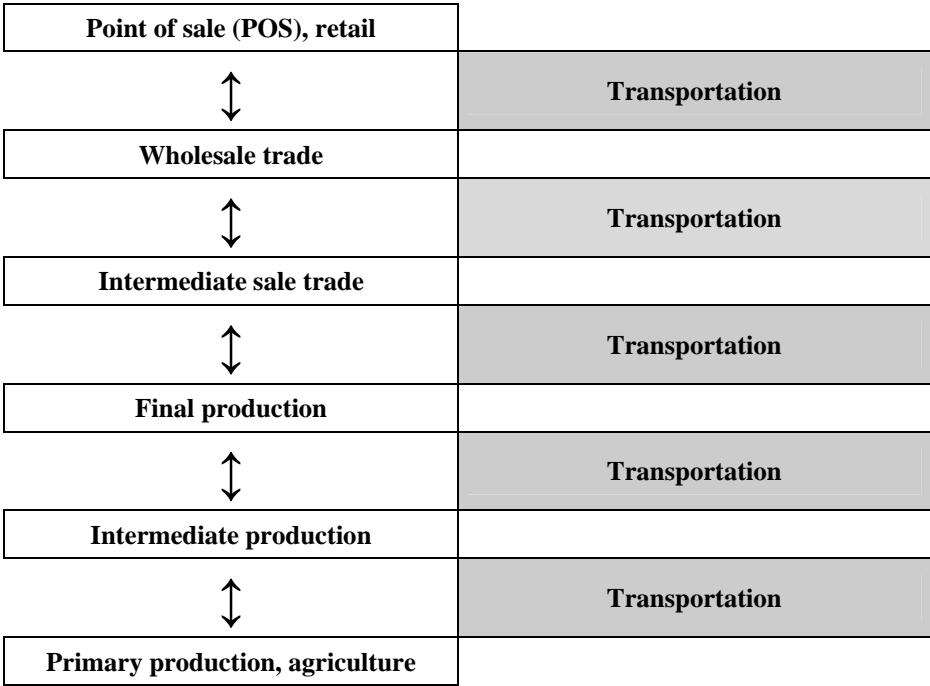 Point of sale (POS), retail
Transportation
Wholesale trade
Transportation
Intermediate sale trade
Transportation
Final production
Transportation
Intermediate production
Transportation
Primary production, agriculture